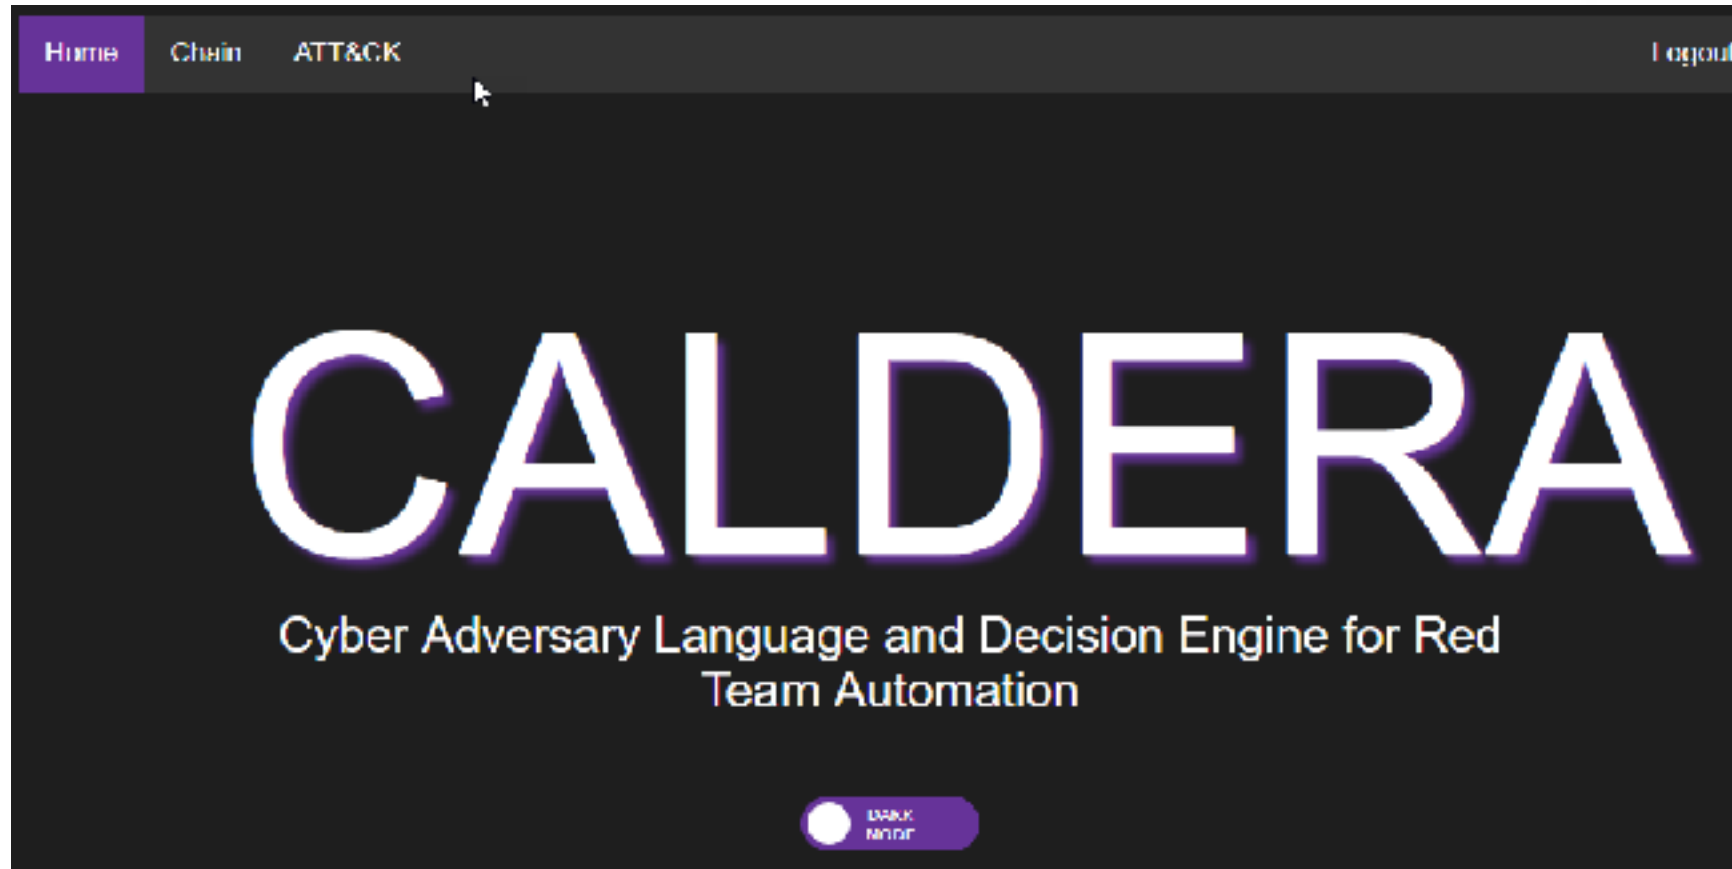 Home Chain ATT&CK Logout
CALDERA
Cyber Adversary Language and Decision Engine for Red
Team Automation
DARK
MODE